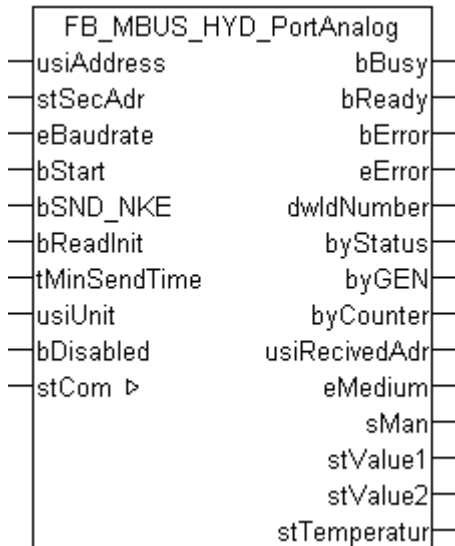 FB_MBUS_HYD_PortAnalog
usiAddress bBusy
stSecAdr bReady
eBaudrate bError
bStart eError
bSND_NKE dwIdNumber
bReadInit byStatus
tMinSendTime byGEN
usiUnit byCounter
bDisabled usiRecivedAdr
stCom ▷ eMedium
sMan
stValue1
stValue2
stTemperatur